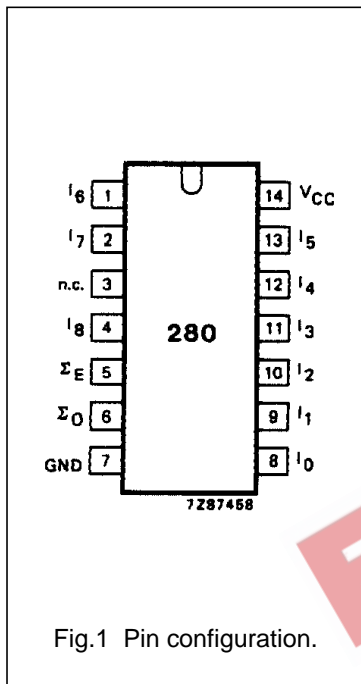 I6 1 14 VCC
I7 2 13 I5
n.c. 3 12 I4
I8 4 280 11 I3
ΣE 5 10 I2
ΣO 6 9 I1
GND 7 8 I0
7Z87458
Fig.1 Pin configuration.